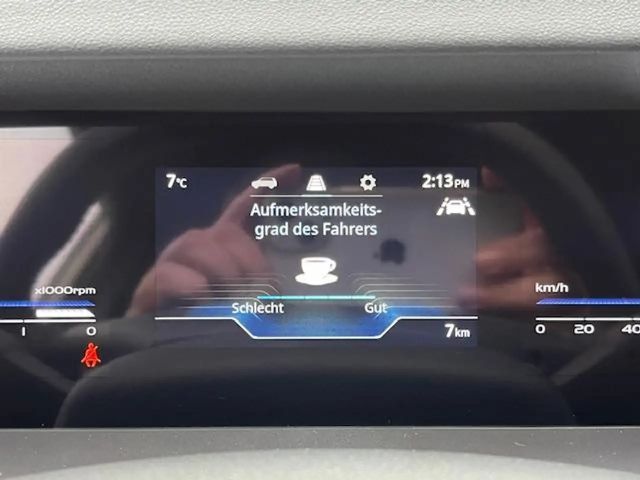 7°C
2:13PM
Aufmerksamkeits-
grad des Fahrers
x1000rpm
km/h
Schlecht
Gut
1
0
7km
0
20
40